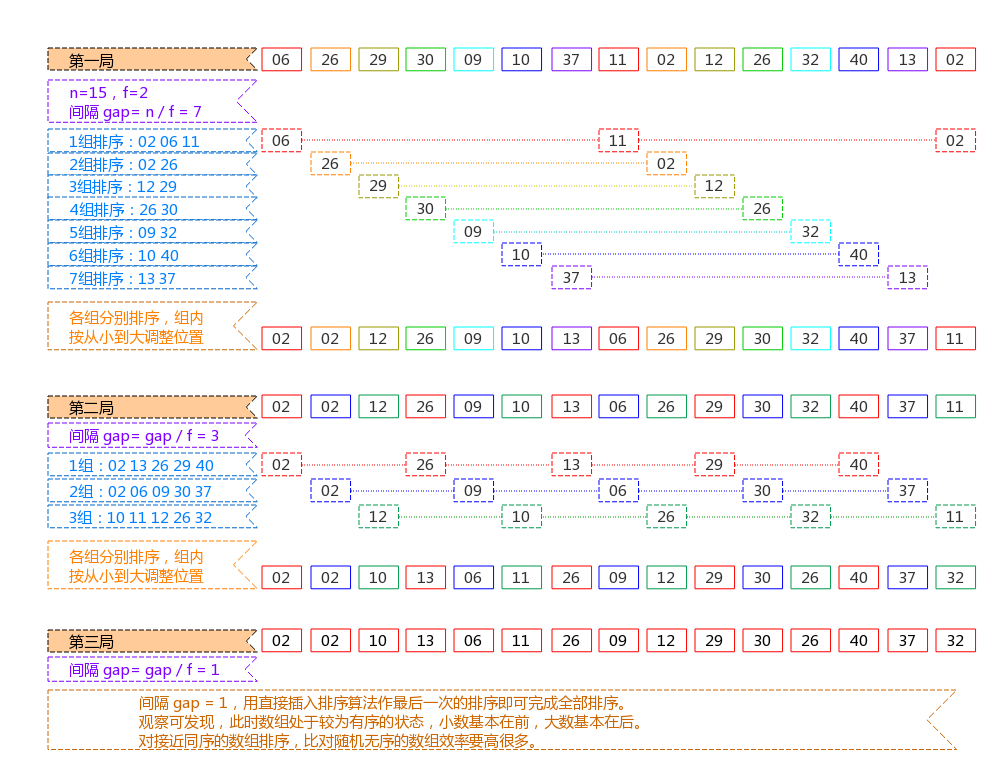 第一局 06 26 29 30 09 10 37 11 02 12 26 32 40 13 02
n=15，f=2
间隔 gap= n / f = 7
1组排序：02 06 11 06 11 02
2组排序：02 26 26 02
3组排序：12 29 29 12
4组排序：26 30 30 26
5组排序：09 32 09 32
6组排序：10 40 10 40
7组排序：13 37 37 13
各组分别排序，组内
按从小到大调整位置 02 02 12 26 09 10 13 06 26 29 30 32 40 37 11
第二局 02 02 12 26 09 10 13 06 26 29 30 32 40 37 11
间隔 gap= gap / f = 3
1组：02 13 26 29 40 02 26 13 29 40
2组：02 06 09 30 37 02 09 06 30 37
3组：10 11 12 26 32 12 10 26 32 11
各组分别排序，组内
按从小到大调整位置 02 02 10 13 06 11 26 09 12 29 30 26 40 37 32
第三局 02 02 10 13 06 11 26 09 12 29 30 26 40 37 32
间隔 gap= gap / f = 1
间隔 gap = 1，用直接插入排序算法作最后一次的排序即可完成全部排序。
观察可发现，此时数组处于较为有序的状态，小数基本在前，大数基本在后。
对接近同序的数组排序，比对随机无序的数组效率要高很多。